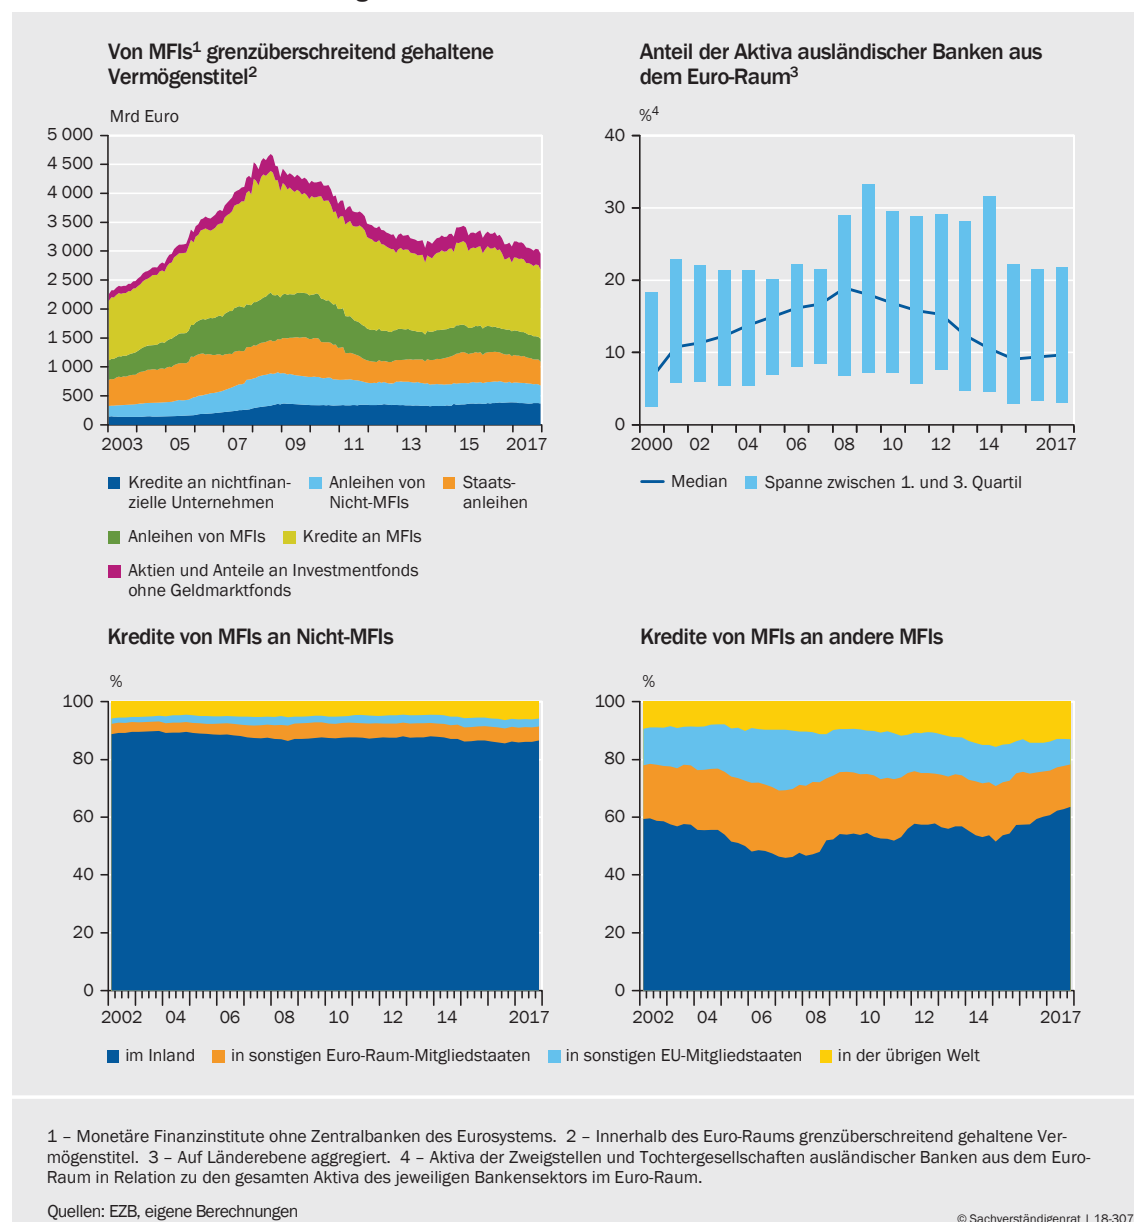 Von MFIs¹ grenzüberschreitend gehaltene
Vermögenstitel²
Mrd Euro
5 000
4 500
4 000
3 500
3 000
2 500
2 000
1 500
1 000
500
0
2003 05 07 09 11 13 15 2017
Kredite an nichtfinan-
zielle Unternehmen
Anleihen von
Nicht-MFIs
Staats-
anleihen
Anleihen von MFIs
Kredite an MFIs
Aktien und Anteile an Investmentfonds
ohne Geldmarktfonds
Anteil der Aktiva ausländischer Banken aus
dem Euro-Raum³
%⁴
40
30
20
10
0
2000 02 04 06 08 10 12 14 2017
Median
Spanne zwischen 1. und 3. Quartil
Kredite von MFIs an Nicht-MFIs
%
100
80
60
40
20
0
2002 04 06 08 10 12 14 2017
Kredite von MFIs an andere MFIs
%
100
80
60
40
20
0
2002 04 06 08 10 12 14 2017
im Inland
in sonstigen Euro-Raum-Mitgliedstaaten
in sonstigen EU-Mitgliedstaaten
in der übrigen Welt
1 – Monetäre Finanzinstitute ohne Zentralbanken des Eurosystems. 2 – Innerhalb des Euro-Raums grenzüberschreitend gehaltene Ver-
mögenstitel. 3 – Auf Länderebene aggregiert. 4 – Aktiva der Zweigstellen und Tochtergesellschaften ausländischer Banken aus dem Euro-
Raum in Relation zu den gesamten Aktiva des jeweiligen Bankensektors im Euro-Raum.
Quellen: EZB, eigene Berechnungen
© Sachverständigenrat | 18-307